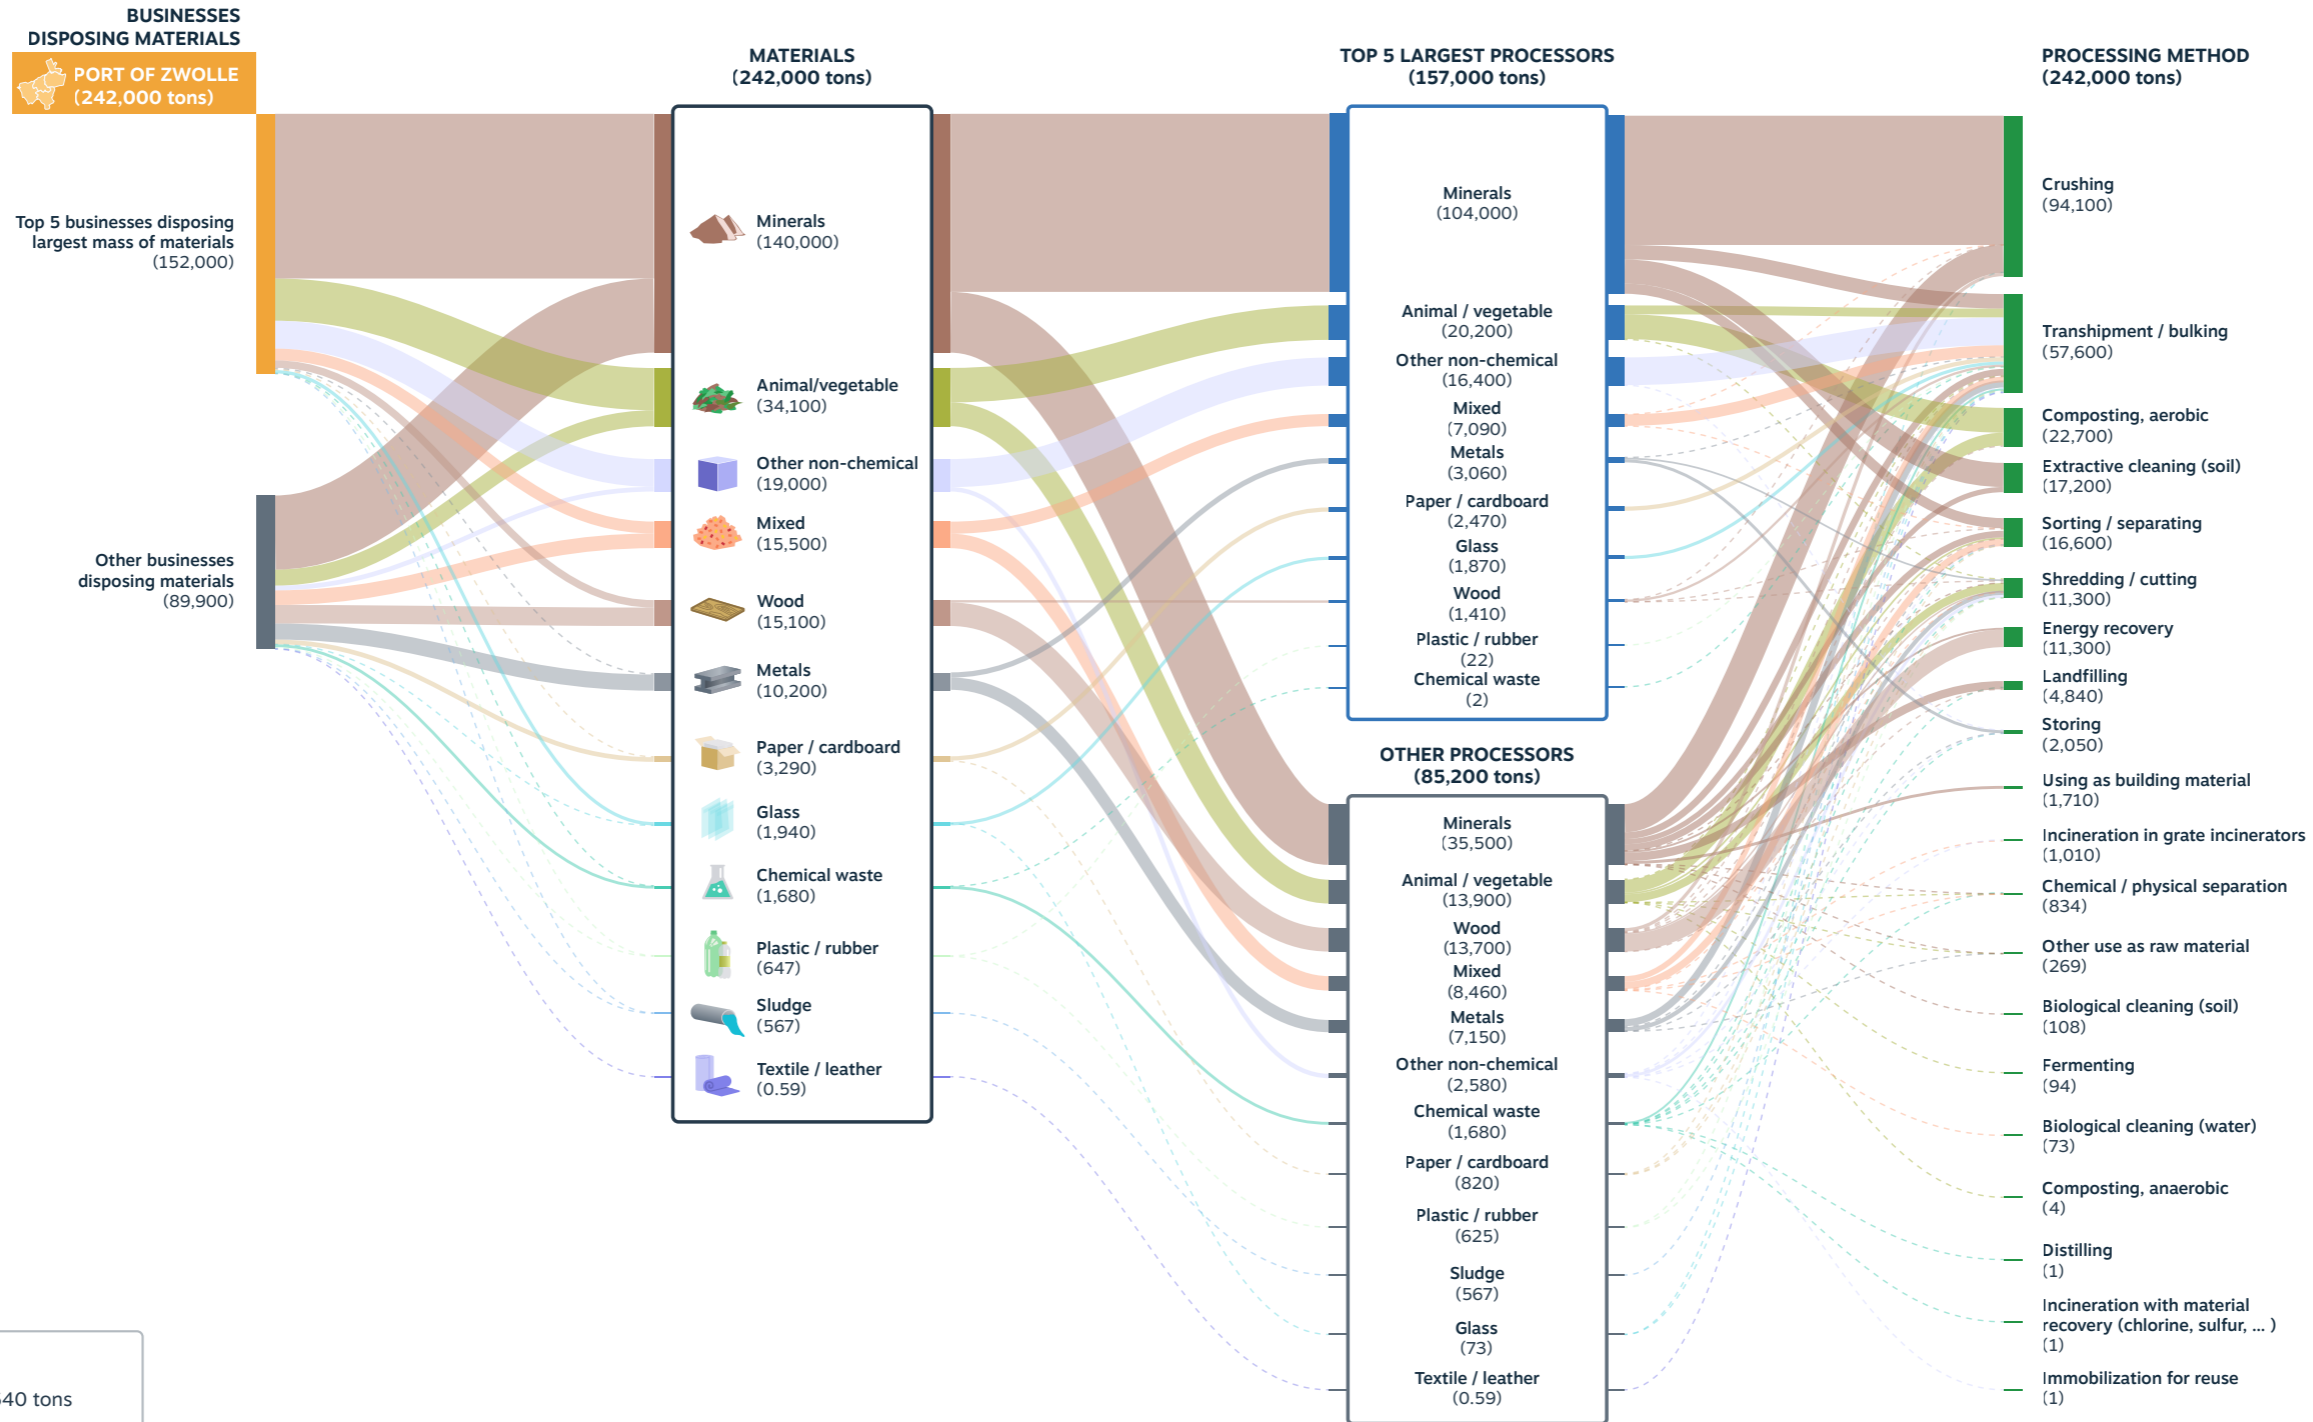 BUSINESSES
DISPOSING MATERIALS
PORT OF ZWOLLE
(242,000 tons)
Top 5 businesses disposing
largest mass of materials
(152,000)
Other businesses
disposing materials
(89,900)
MATERIALS
(242,000 tons)
Minerals
(140,000)
Animal/vegetable
(34,100)
Other non-chemical
(19,000)
Mixed
(15,500)
Wood
(15,100)
Metals
(10,200)
Paper / cardboard
(3,290)
Glass
(1,940)
Chemical waste
(1,680)
Plastic / rubber
(647)
Sludge
(567)
Textile / leather
(0.59)
TOP 5 LARGEST PROCESSORS
(157,000 tons)
Minerals
(104,000)
Animal / vegetable
(20,200)
Other non-chemical
(16,400)
Mixed
(7,090)
Metals
(3,060)
Paper / cardboard
(2,470)
Glass
(1,870)
Wood
(1,410)
Plastic / rubber
(22)
Chemical waste
(2)
OTHER PROCESSORS
(85,200 tons)
Minerals
(35,500)
Animal / vegetable
(13,900)
Wood
(13,700)
Mixed
(8,460)
Metals
(7,150)
Other non-chemical
(2,580)
Chemical waste
(1,680)
Paper / cardboard
(820)
Plastic / rubber
(625)
Sludge
(567)
Glass
(73)
Textile / leather
(0.59)
PROCESSING METHOD
(242,000 tons)
Crushing
(94,100)
Transhipment / bulking
(57,600)
Composting, aerobic
(22,700)
Extractive cleaning (soil)
(17,200)
Sorting / separating
(16,600)
Shredding / cutting
(11,300)
Energy recovery
(11,300)
Landfilling
(4,840)
Storing
(2,050)
Using as building material
(1,710)
Incineration in grate incinerators
(1,010)
Chemical / physical separation
(834)
Other use as raw material
(269)
Biological cleaning (soil)
(108)
Fermenting
(94)
Biological cleaning (water)
(73)
Composting, anaerobic
(4)
Distilling
(1)
Incineration with material
recovery (chlorine, sulfur, ... )
(1)
Immobilization for reuse
(1)
40 tons